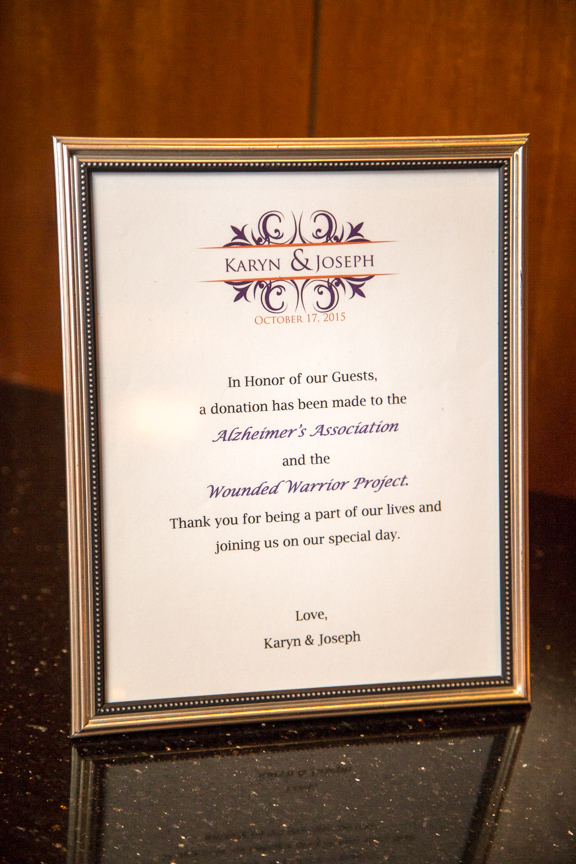 KARYN & JOSEPH
OCTOBER 17, 2015
In Honor of our Guests,
a donation has been made to the
Alzheimer's Association
and the
Wounded Warrior Project.
Thank you for being a part of our lives and
joining us on our special day.
Love,
Karyn & Joseph